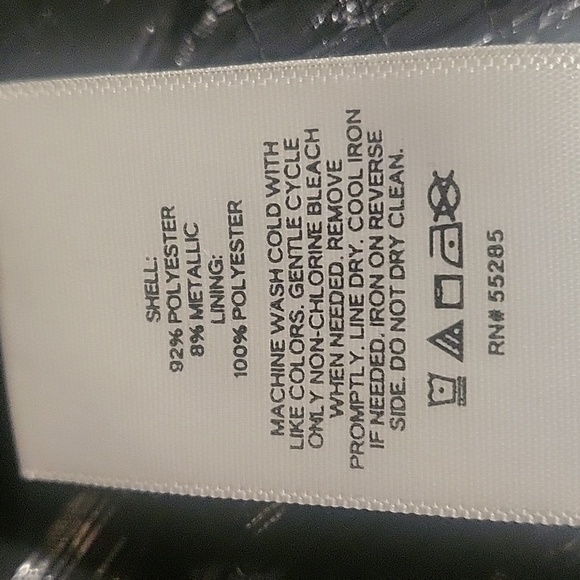 SHELL:
92% POLYESTER
8% METALLIC
LINING:
100% POLYESTER
MACHINE WASH COLD WITH
LIKE COLORS. GENTLE CYCLE
ONLY NON-CHLORINE BLEACH
WHEN NEEDED. REMOVE
PROMPTLY. LINE DRY. COOL IRON
IF NEEDED. IRON ON REVERSE
SIDE. DO NOT DRY CLEAN.
RN# 55285